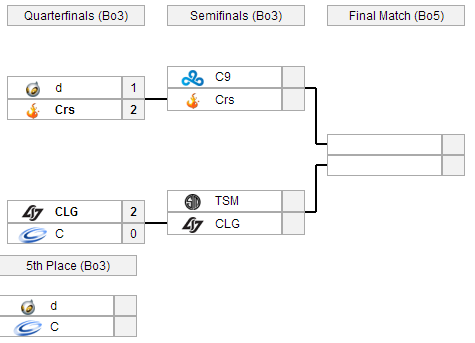 Quarterfinals (Bo3)
Semifinals (Bo3)
Final Match (Bo5)
d 1
Crs 2
C9
Crs
CLG 2
C 0
TSM
CLG
5th Place (Bo3)
d
C